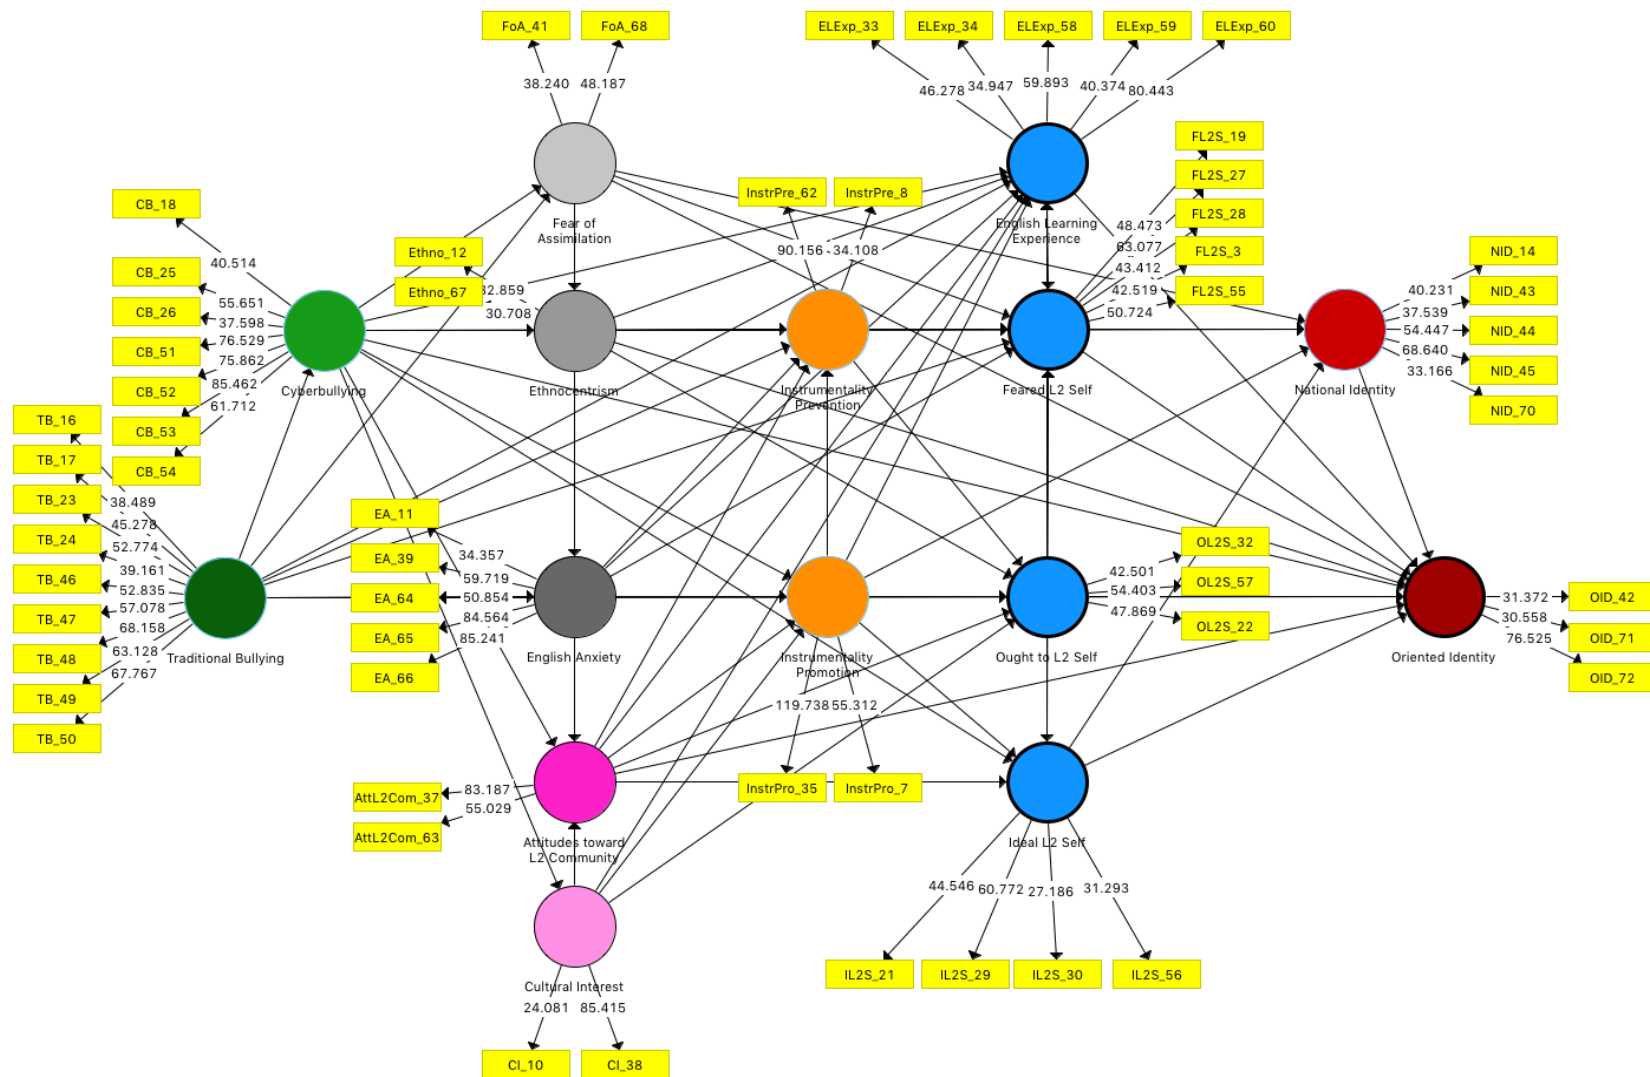 FoA_41
FoA_68
ELExp_33
ELExp_34
ELExp_58
ELExp_59
ELExp_60
38.240
48.187
46.278
34.947
59.893
40.374
80.443
FL2S_19
FL2S_27
FL2S_28
FL2S_3
FL2S_55
48.473
63.077
43.412
42.519
50.724
InstrPre_62
InstrPre_8
90.156
34.108
Fear of
Assimilation
English Learning
Experience
CB_18
CB_25
CB_26
CB_51
CB_52
CB_53
CB_54
40.514
55.651
37.598
76.529
75.862
85.462
61.712
Ethno_12
Ethno_67
32.859
30.708
Cyberbullying
Ethnocentrism
Instrumentality
Prevention
Feared L2 Self
National Identity
NID_14
NID_43
NID_44
NID_45
NID_70
40.231
37.539
54.447
68.640
33.166
TB_16
TB_17
TB_23
TB_24
TB_46
TB_47
TB_48
TB_49
TB_50
38.489
45.278
52.774
39.161
52.835
57.078
68.158
63.128
67.767
Traditional Bullying
EA_11
EA_39
EA_64
EA_65
EA_66
34.357
59.719
50.854
84.564
85.241
English Anxiety
Instrumentality
Promotion
Ought to L2 Self
OL2S_32
OL2S_57
OL2S_22
42.501
54.403
47.869
Oriented Identity
31.372
30.558
76.525
OID_42
OID_71
OID_72
119.738
55.312
InstrPro_35
InstrPro_7
AttL2Com_37
AttL2Com_63
83.187
55.029
Attitudes toward
L2 Community
Ideal L2 Self
44.546
60.772
27.186
31.293
IL2S_21
IL2S_29
IL2S_30
IL2S_56
Cultural Interest
24.081
85.415
CI_10
CI_38